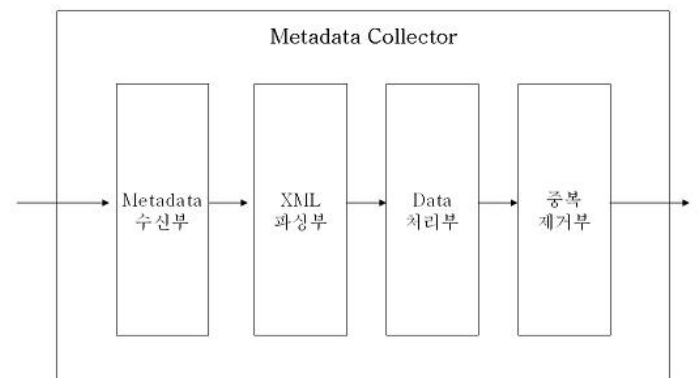 Metadata Collector
Metadata
수신부
XML
파싱부
Data
처리부
중복
제거부